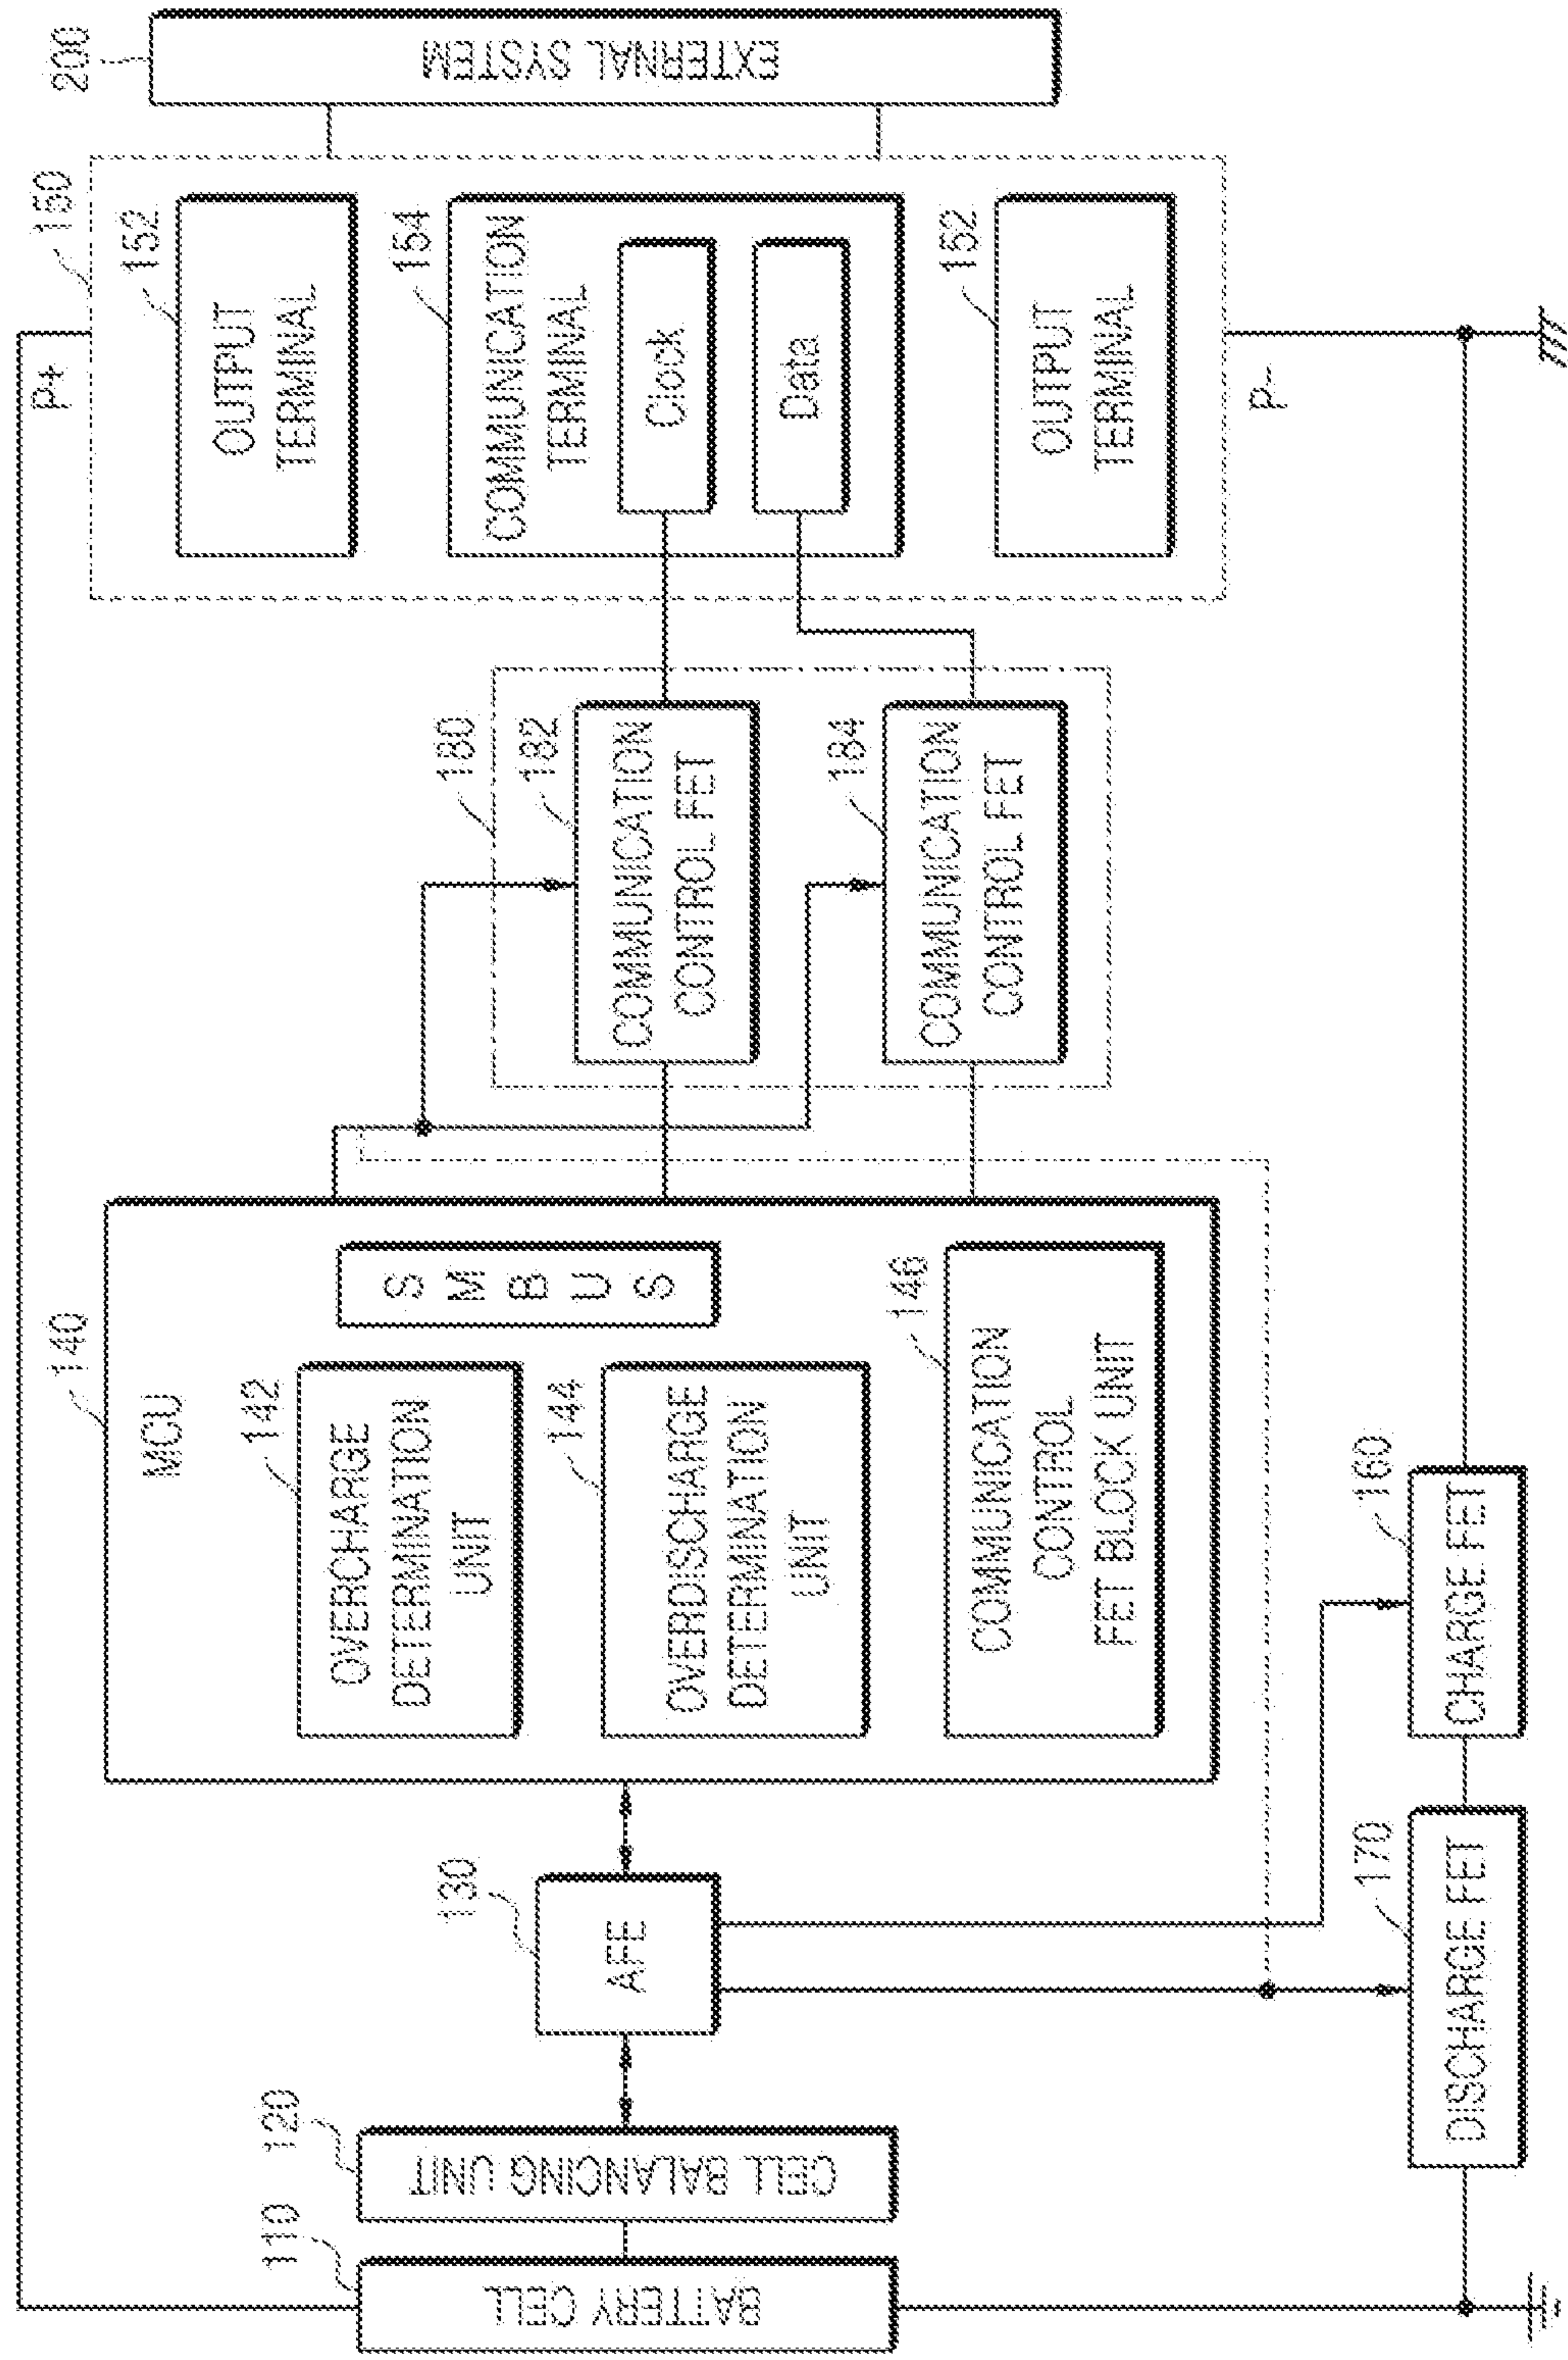 110
BATTERY CELL
120
CELL BALANCING UNIT
130
AFE
140
MCU
142
OVERCHARGE
DETERMINATION
UNIT
144
OVERDISCHARGE
DETERMINATION
UNIT
S
M
B
U
S
146
COMMUNICATION
CONTROL
FET BLOCK UNIT
180
182
COMMUNICATION
CONTROL FET
184
COMMUNICATION
CONTROL FET
P+
150
152
OUTPUT
TERMINAL
154
COMMUNICATION
TERMINAL
Clock
Data
152
OUTPUT
TERMINAL
P-
200
EXTERNAL SYSTEM
170
DISCHARGE FET
160
CHARGE FET